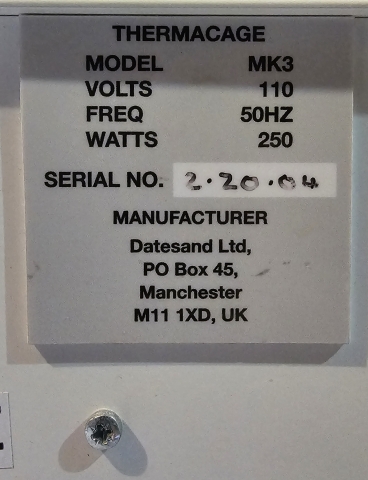 THERMACAGE
MODEL MK3
VOLTS 110
FREQ 50HZ
WATTS 250
SERIAL NO. 2.20.04
MANUFACTURER
Datesand Ltd,
PO Box 45,
Manchester
M11 1XD, UK